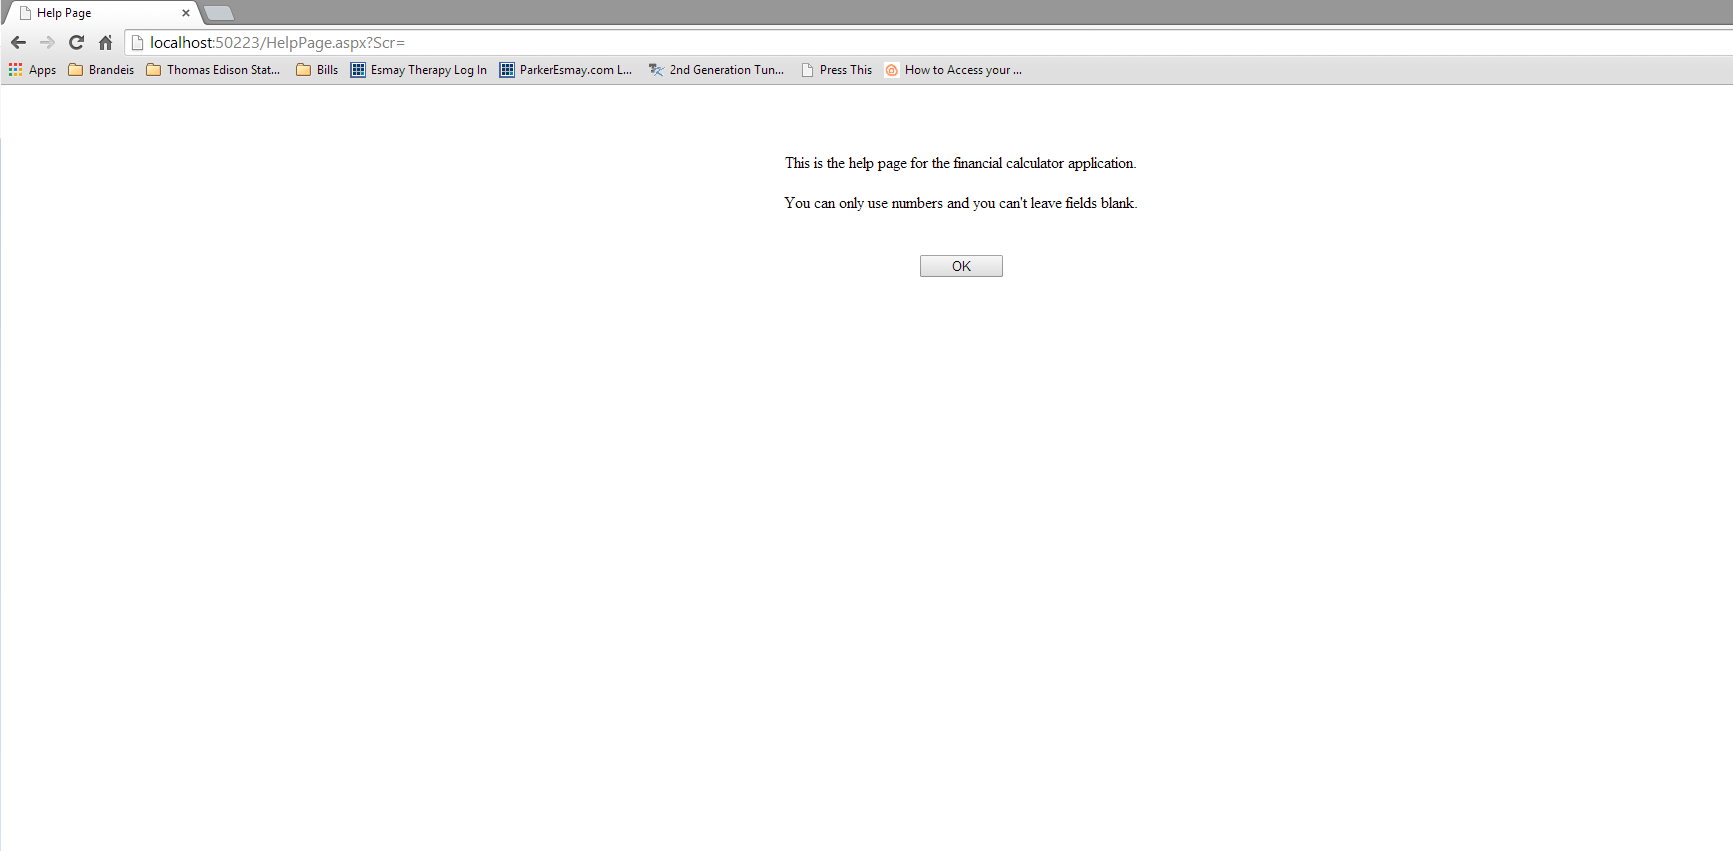 Help Page
localhost:50223/HelpPage.aspx?Scr=
Apps Brandeis Thomas Edison Stat... Bills Esmay Therapy Log In ParkerEsmay.com L... 2nd Generation Tun... Press This How to Access your ...
This is the help page for the financial calculator application.
You can only use numbers and you can't leave fields blank.
OK